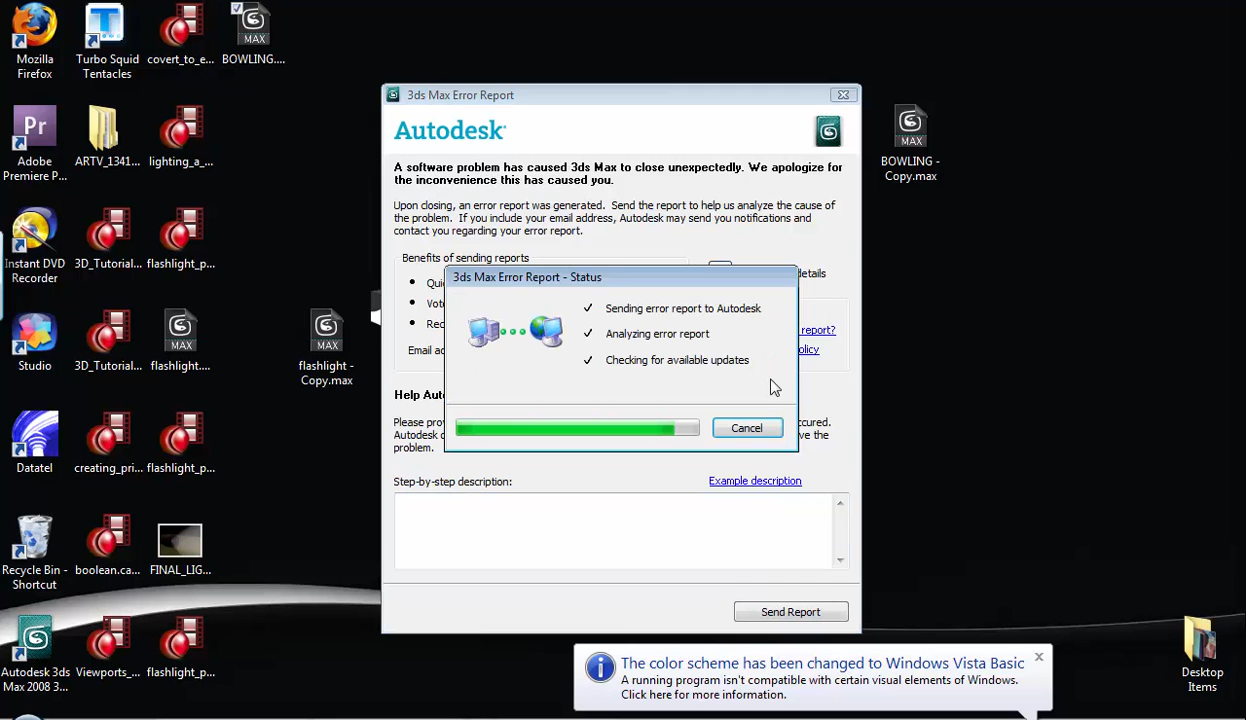 Mozilla
Firefox
Turbo Squid
Tentacles
covert_to_e...
MAX
BOWLING....
Pr
Adobe
Premiere P...
ARTV_1341...
lighting_a_...
Instant DVD
Recorder
3D_Tutorial...
flashlight_p...
Studio
3D_Tutorial...
MAX
flashlight....
MAX
flashlight -
Copy.max
Datatel
creating_pri...
flashlight_p...
Recycle Bin -
Shortcut
boolean.ca...
FINAL_LIG...
Autodesk 3ds
Max 2008 3...
Viewports_...
flashlight_p...
3ds Max Error Report
Autodesk
A software problem has caused 3ds Max to close unexpectedly. We apologize for
the inconvenience this has caused you.
Upon closing, an error report was generated. Send the report to help us analyze the cause of
the problem. If you include your email address, Autodesk may send you notifications and
contact you regarding your error report.
Benefits of sending reports
details
Qui
Vot
Rec
report?
Email ad
olicy
3ds Max Error Report - Status
Sending error report to Autodesk
Analyzing error report
Checking for available updates
Cancel
Help Aut
Please prov
ccurred.
Autodesk c
ve the
problem.
Step-by-step description:
Example description
Send Report
MAX
BOWLING -
Copy.max
The color scheme has been changed to Windows Vista Basic
A running program isn't compatible with certain visual elements of Windows.
Click here for more information.
Desktop
Items